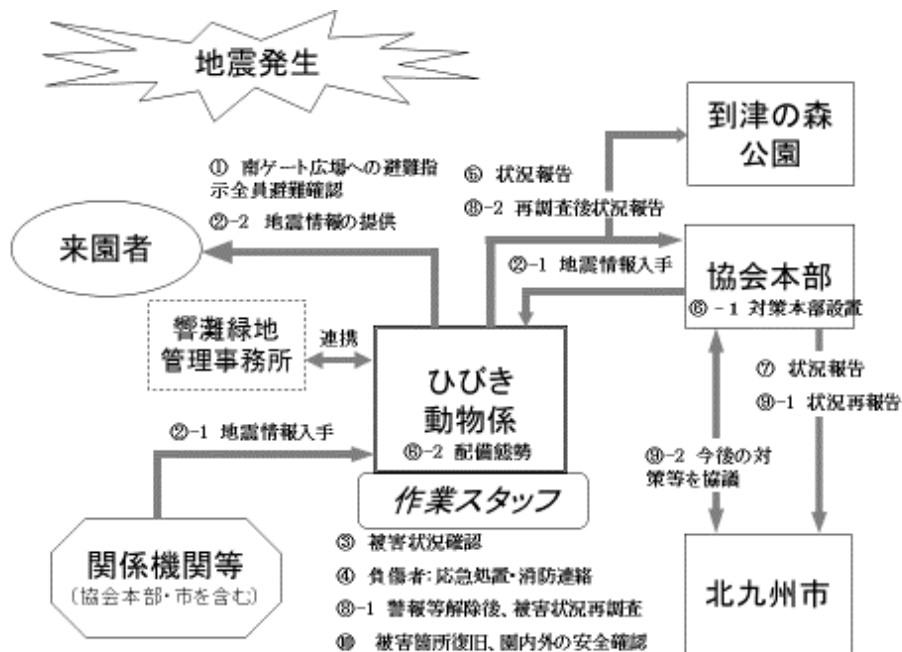 地震発生
到津の森
公園
① 南ゲート広場への避難指
示全員避難確認
②-2 地震情報の提供
⑤ 状況報告
⑧-2 再調査後状況報告
来園者
②-1 地震情報入手
協会本部
⑥-1 対策本部設置
響灘緑地
管理事務所
連携
ひびき
動物係
⑥-2 配備態勢
⑦ 状況報告
⑨-1 状況再報告
②-1 地震情報入手
⑨-2 今後の対
策等を協議
作業スタッフ
関係機関等
(協会本部・市を含む)
③ 被害状況確認
④ 負傷者:応急処置・消防連絡
⑧-1 警報等解除後、被害状況再調査
⑩ 被害箇所復旧、園内外の安全確認
北九州市